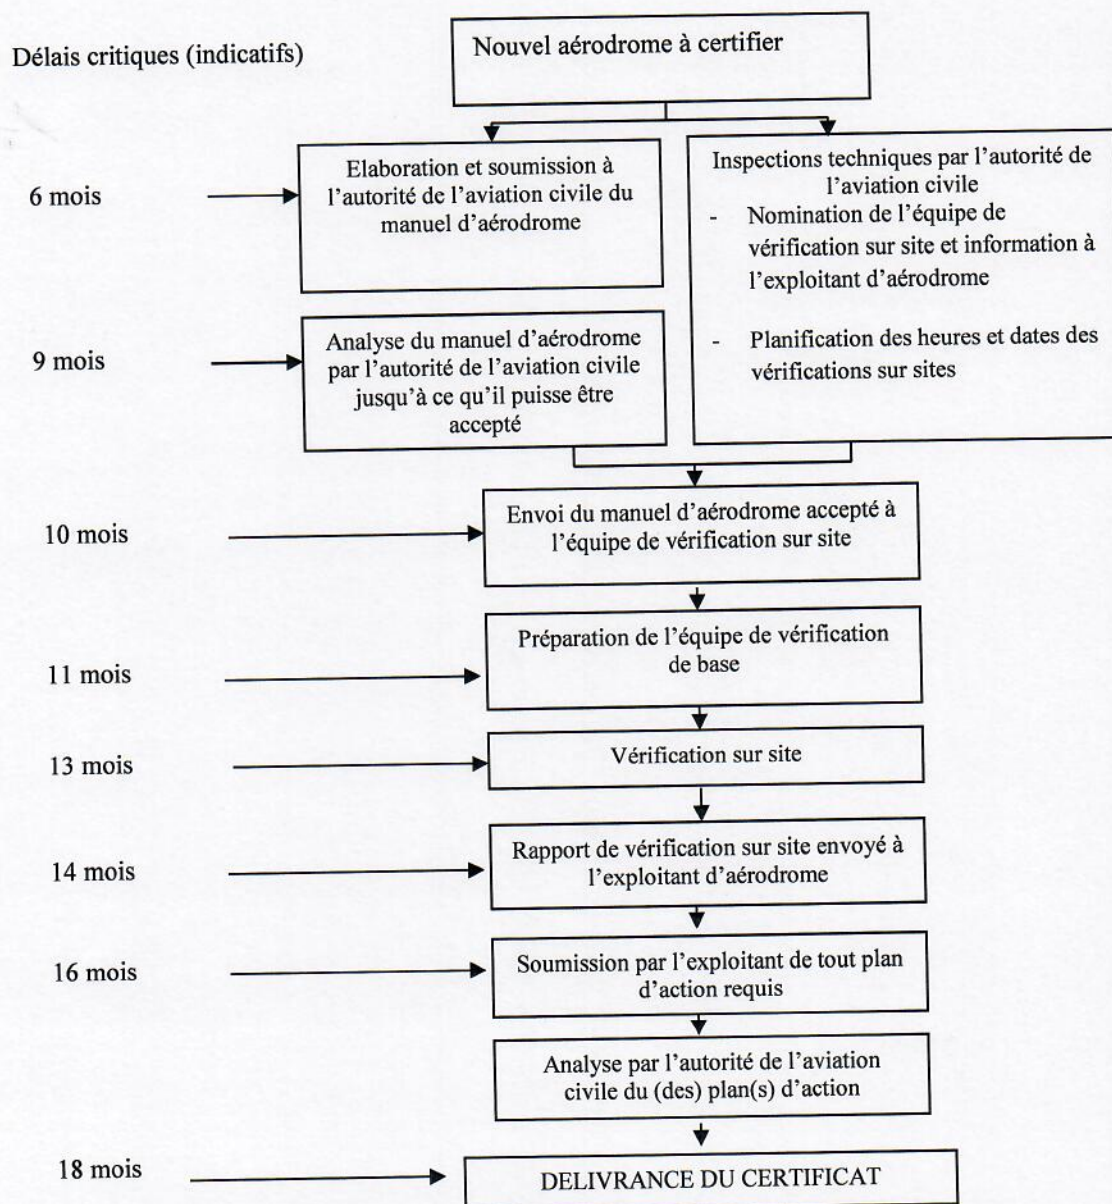 Délais critiques (indicatifs)
Nouvel aérodrome à certifier
6 mois
Elaboration et soumission à
l'autorité de l'aviation civile du
manuel d'aérodrome
Inspections techniques par l'autorité de
l'aviation civile
- Nomination de l'équipe de
vérification sur site et information à
l'exploitant d'aérodrome
- Planification des heures et dates des
vérifications sur sites
9 mois
Analyse du manuel d'aérodrome
par l'autorité de l'aviation civile
jusqu'à ce qu'il puisse être
accepté
10 mois
Envoi du manuel d'aérodrome accepté à
l'équipe de vérification sur site
11 mois
Préparation de l'équipe de vérification
de base
13 mois
Vérification sur site
14 mois
Rapport de vérification sur site envoyé à
l'exploitant d'aérodrome
16 mois
Soumission par l'exploitant de tout plan
d'action requis
Analyse par l'autorité de l'aviation
civile du (des) plan(s) d'action
18 mois
DELIVRANCE DU CERTIFICAT